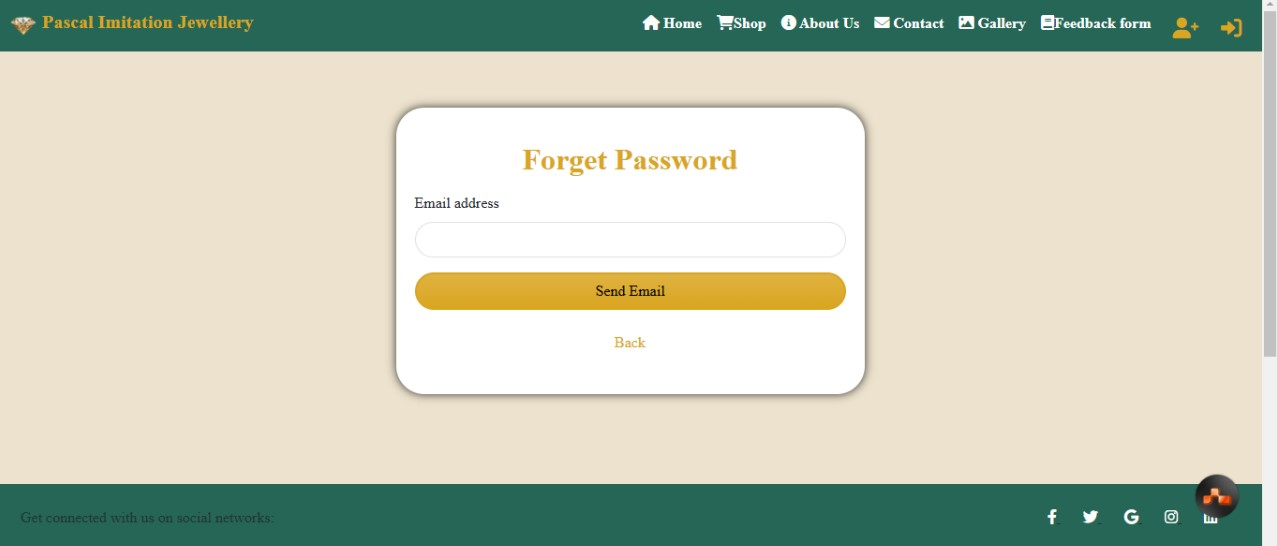 Pascal Imitation Jewellery Home Shop About Us Contact Gallery Feedback form
Forget Password
Email address
Send Email
Back
Get connected with us on social networks: